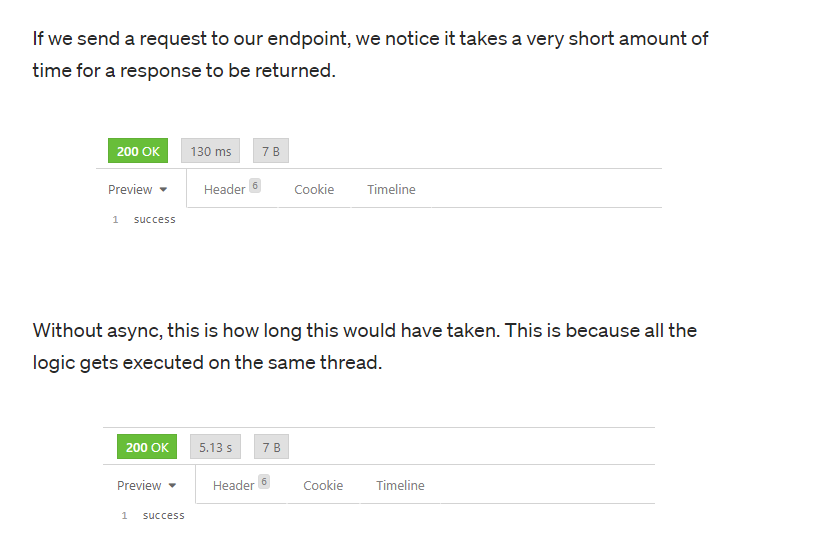 If we send a request to our endpoint, we notice it takes a very short amount of
time for a response to be returned.
200 OK 130 ms 7 B
Preview Header 6 Cookie Timeline
1 success
Without async, this is how long this would have taken. This is because all the
logic gets executed on the same thread.
200 OK 5.13 s 7 B
Preview Header 6 Cookie Timeline
1 success